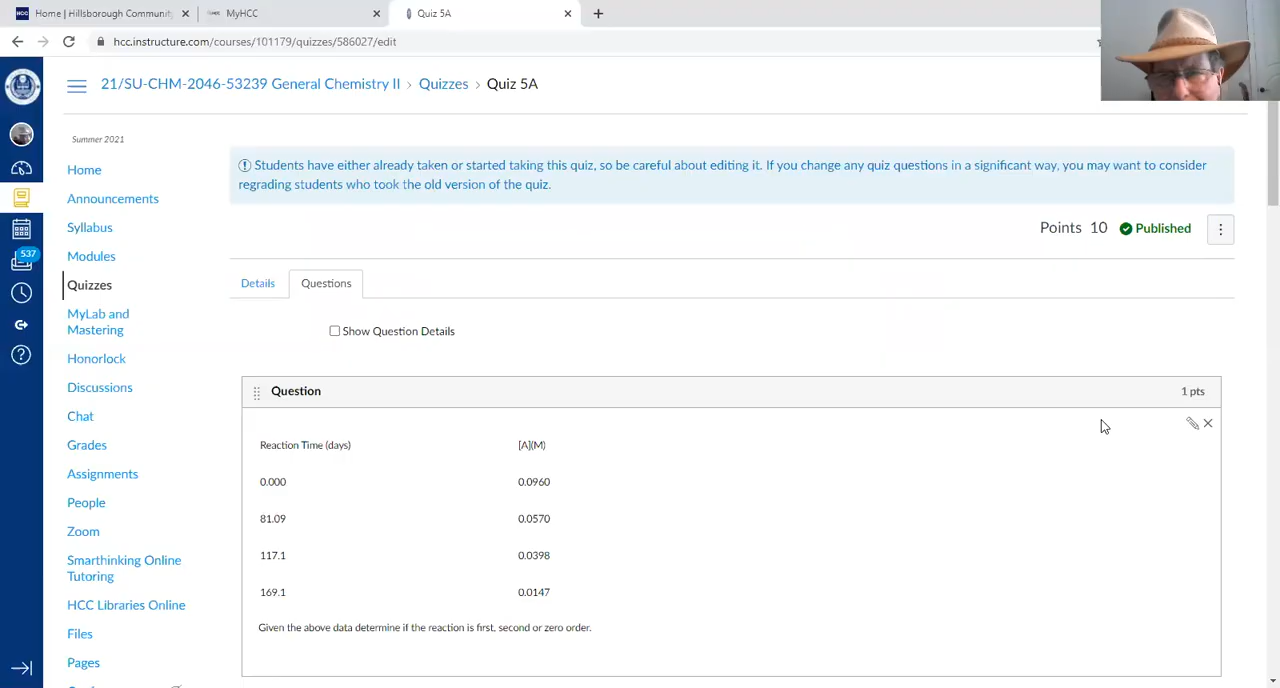 HCC Home | Hillsborough Community
MyHCC
Quiz 5A
hcc.instructure.com/courses/101179/quizzes/586027/edit
21/SU-CHM-2046-53239 General Chemistry II › Quizzes › Quiz 5A
Summer 2021
Home
Announcements
Syllabus
Modules
Quizzes
MyLab and
Mastering
Honorlock
Discussions
Chat
Grades
Assignments
People
Zoom
Smarthinking Online
Tutoring
HCC Libraries Online
Files
Pages
537
Students have either already taken or started taking this quiz, so be careful about editing it. If you change any quiz questions in a significant way, you may want to consider
regrading students who took the old version of the quiz.
Points 10 Published
Details Questions
Show Question Details
Question 1 pts
Reaction Time (days) [A](M)
0.000 0.0960
81.09 0.0570
117.1 0.0398
169.1 0.0147
Given the above data determine if the reaction is first, second or zero order.